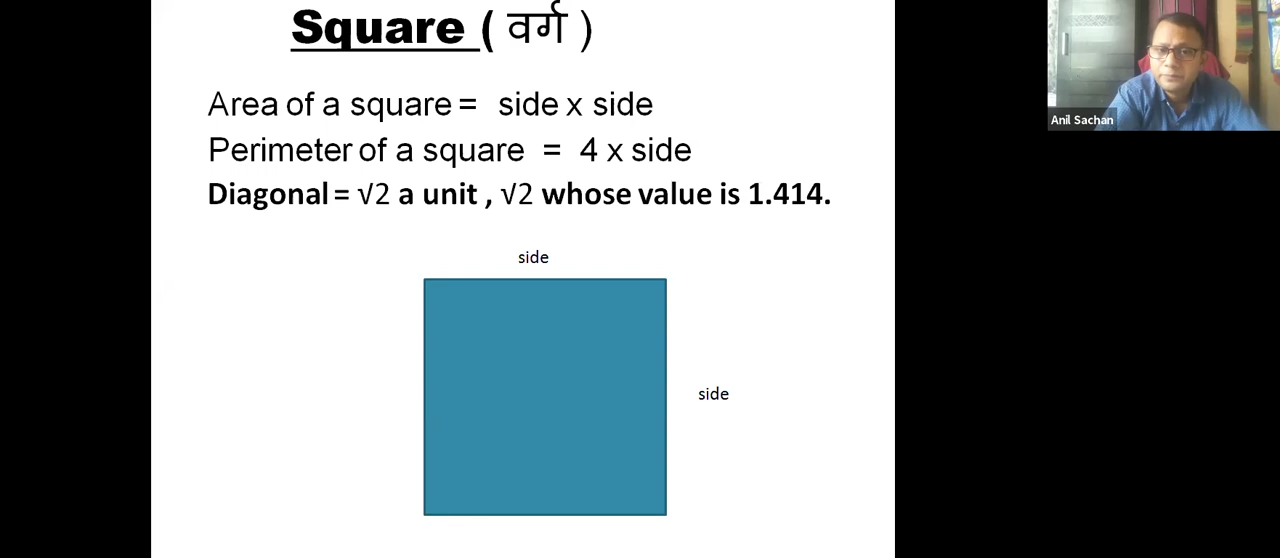 Square ( वर्ग )
Area of a square = side x side
Perimeter of a square = 4 x side
Diagonal = √2 a unit , √2 whose value is 1.414.
side
side
Anil Sachan